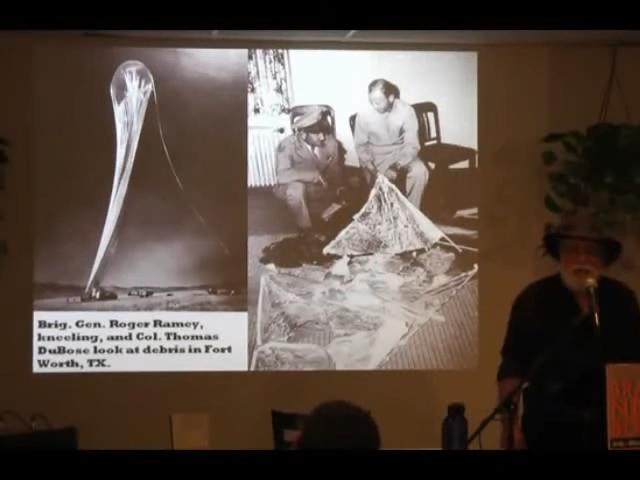 Brig. Gen. Roger Ramey,
kneeling, and Col. Thomas
DuBose look at debris in Fort
Worth, TX.